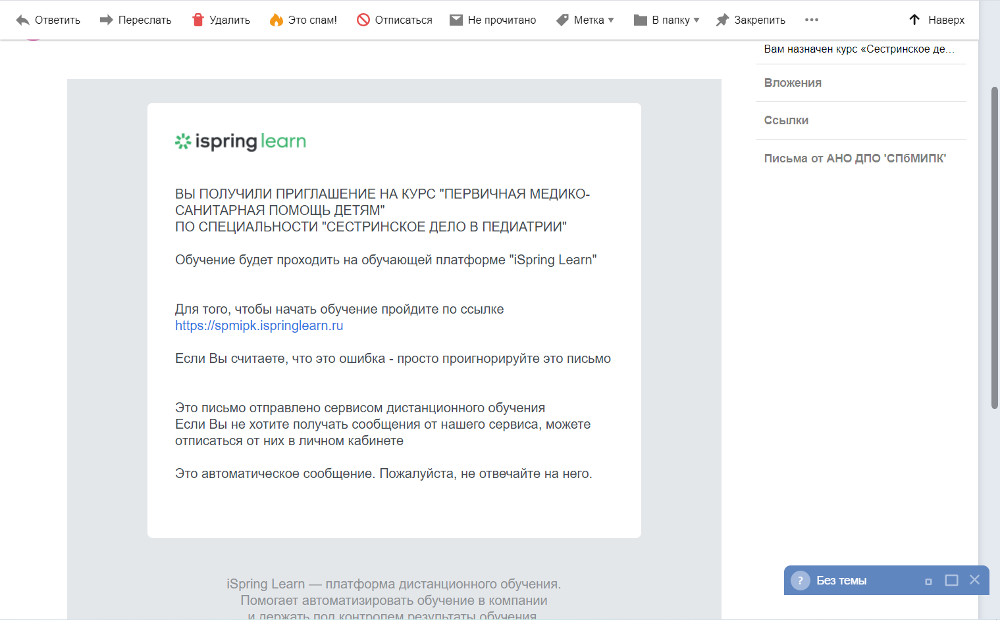 Ответить Переслать Удалить Это спам! Отписаться Не прочитано Метка В папку Закрепить Наверх
Вам назначен курс «Сестринское де...
Вложения
Ссылки
Письма от АНО ДПО 'СПбМИПК'
ispring learn
ВЫ ПОЛУЧИЛИ ПРИГЛАШЕНИЕ НА КУРС "ПЕРВИЧНАЯ МЕДИКО-
САНИТАРНАЯ ПОМОЩЬ ДЕТЯМ"
ПО СПЕЦИАЛЬНОСТИ "СЕСТРИНСКОЕ ДЕЛО В ПЕДИАТРИИ"
Обучение будет проходить на обучающей платформе "iSpring Learn"
Для того, чтобы начать обучение пройдите по ссылке
https://spmipk.ispringlearn.ru
Если Вы считаете, что это ошибка - просто проигнорируйте это письмо
Это письмо отправлено сервисом дистанционного обучения
Если Вы не хотите получать сообщения от нашего сервиса, можете
отписаться от них в личном кабинете
Это автоматическое сообщение. Пожалуйста, не отвечайте на него.
iSpring Learn — платформа дистанционного обучения.
Помогает автоматизировать обучение в компании
и держать под контролем результаты обучения
? Без темы